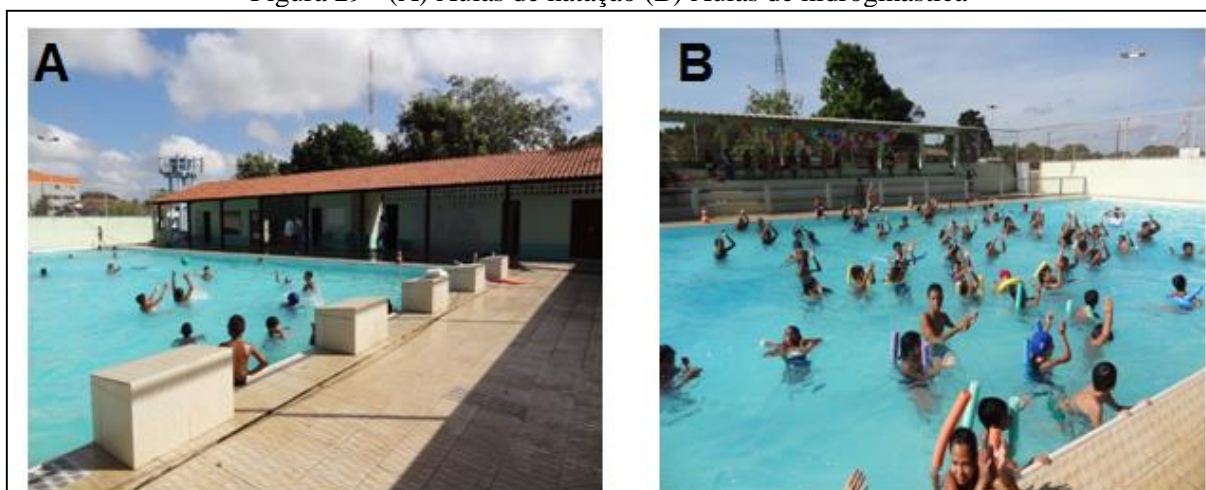 Figura 29 – (A) Aulas de natação (B) Aulas de hidroginástica
A
B